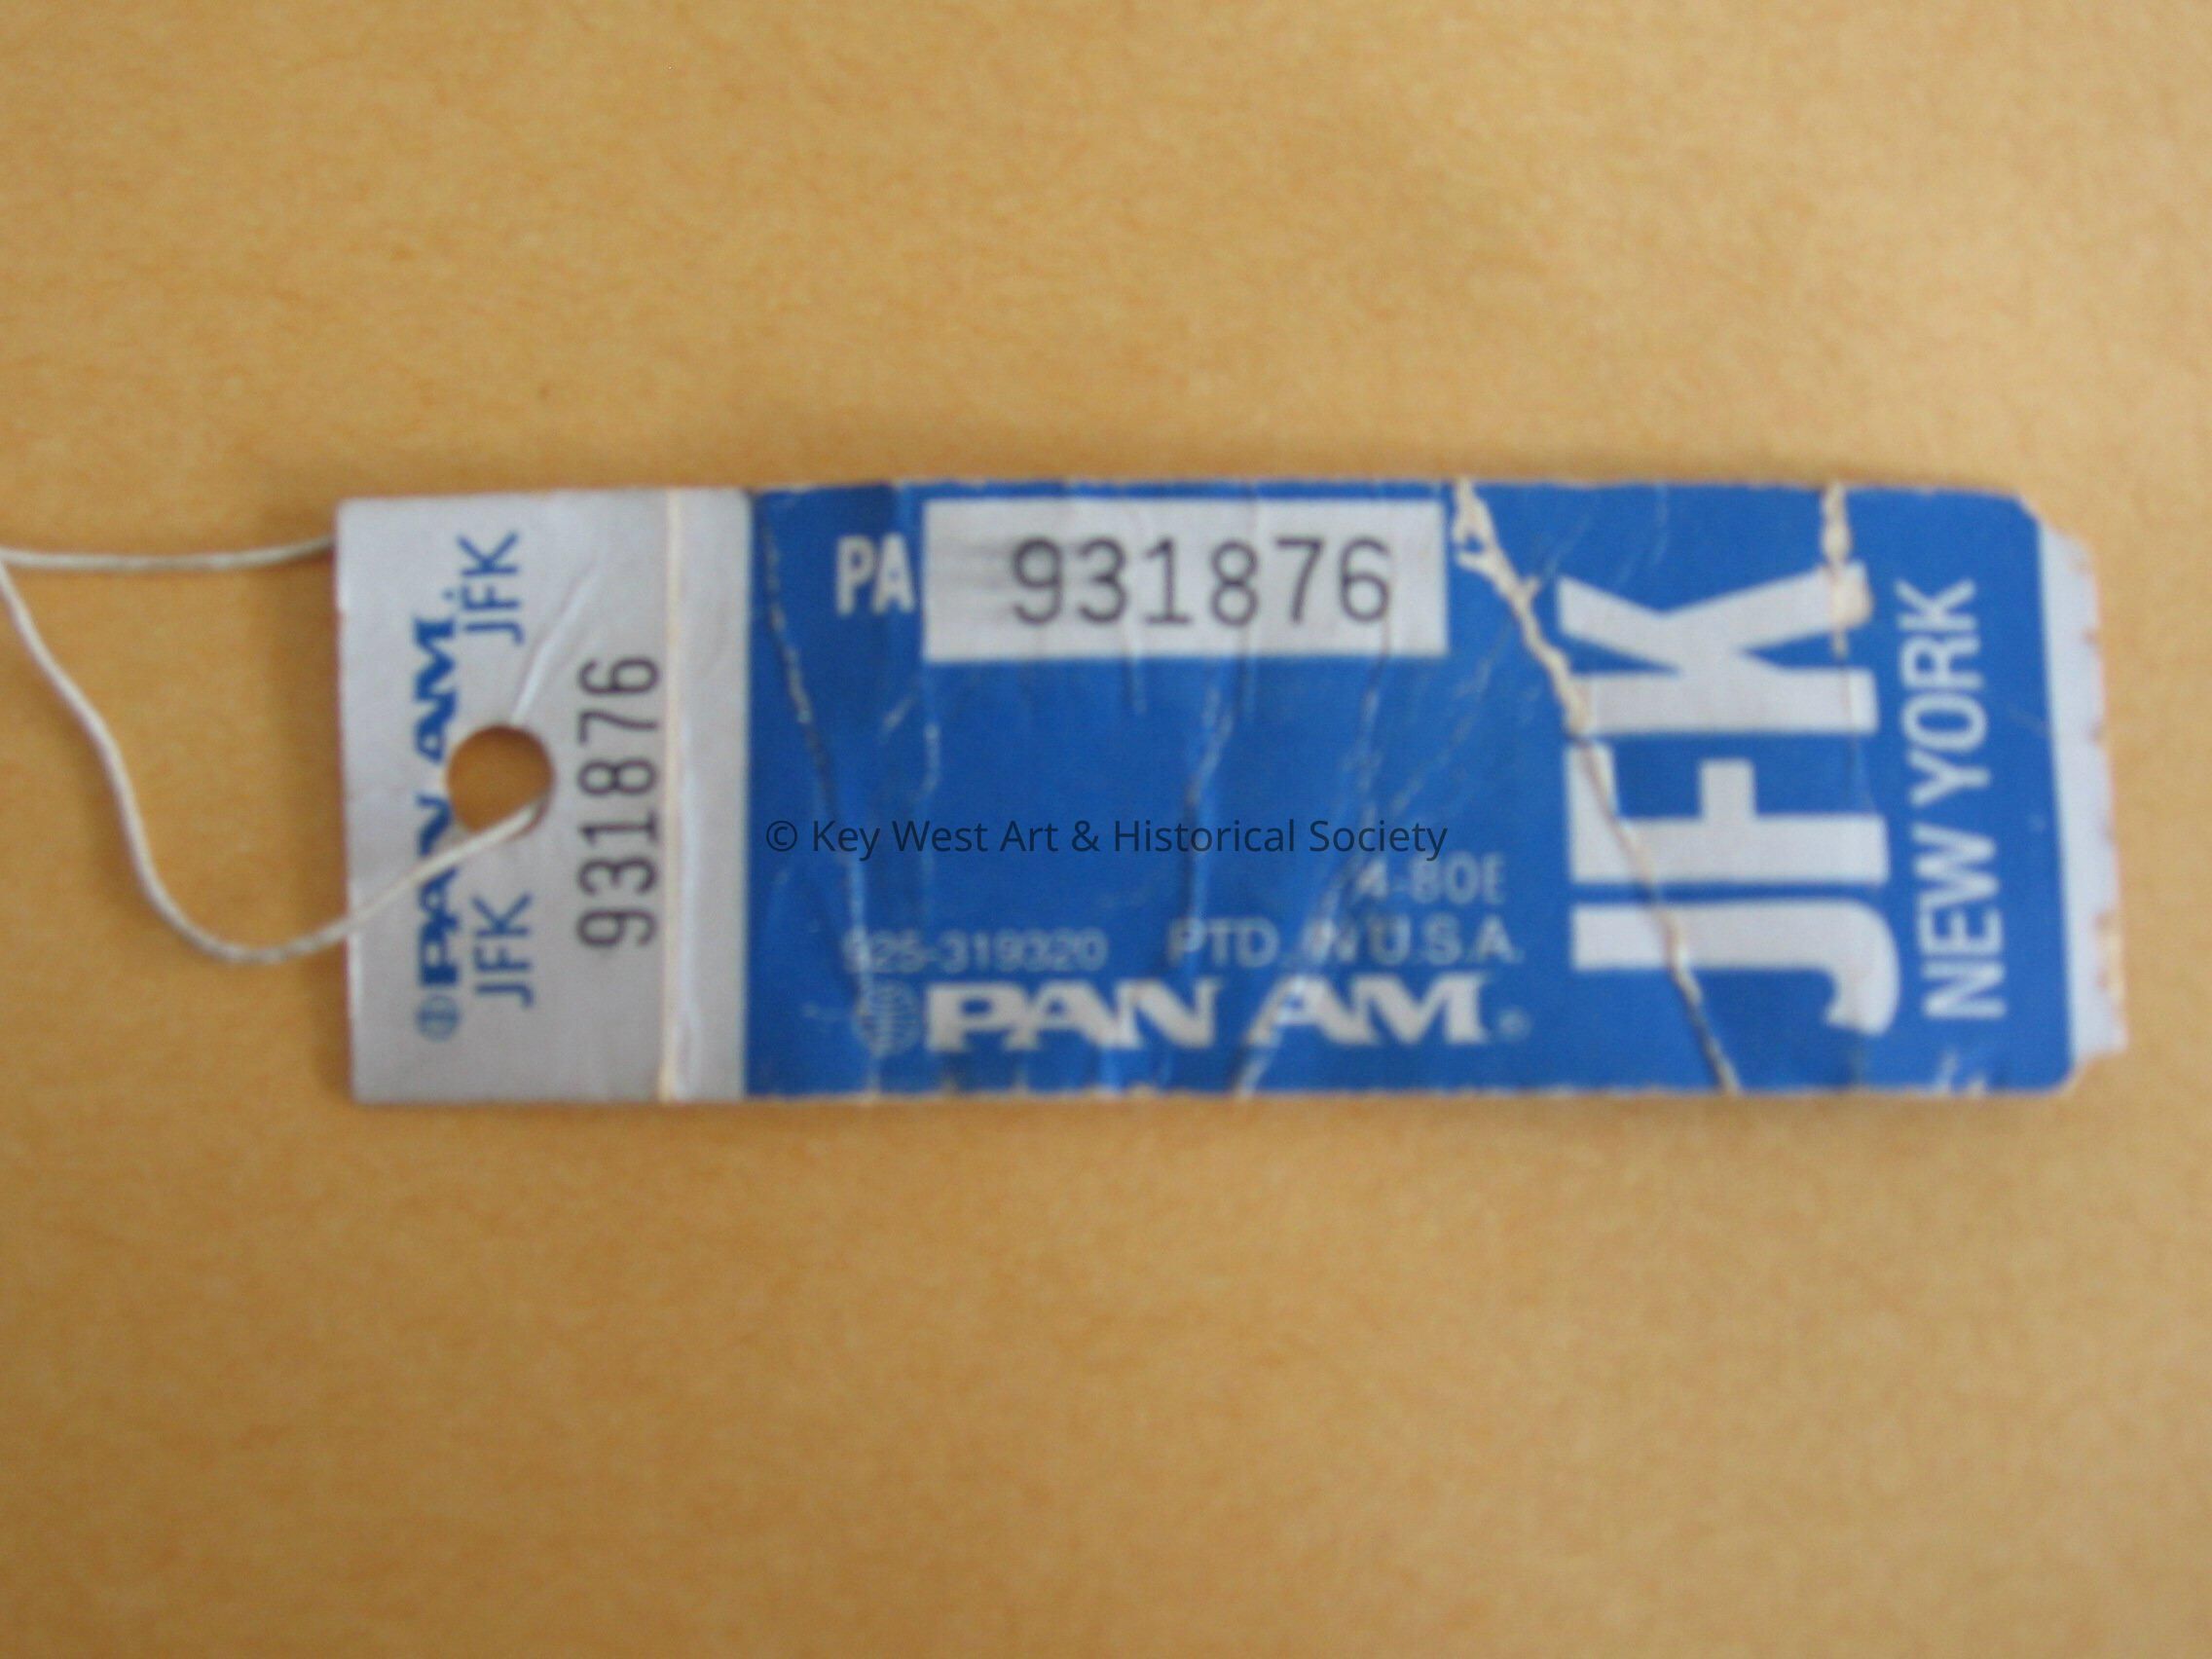 PAN AM.
JFK JFK
931876
PA 931876
4-80E
925-319320 PTD. IN U.S.A.
PAN AM®
JFK
NEW YORK
© Key West Art & Historical Society